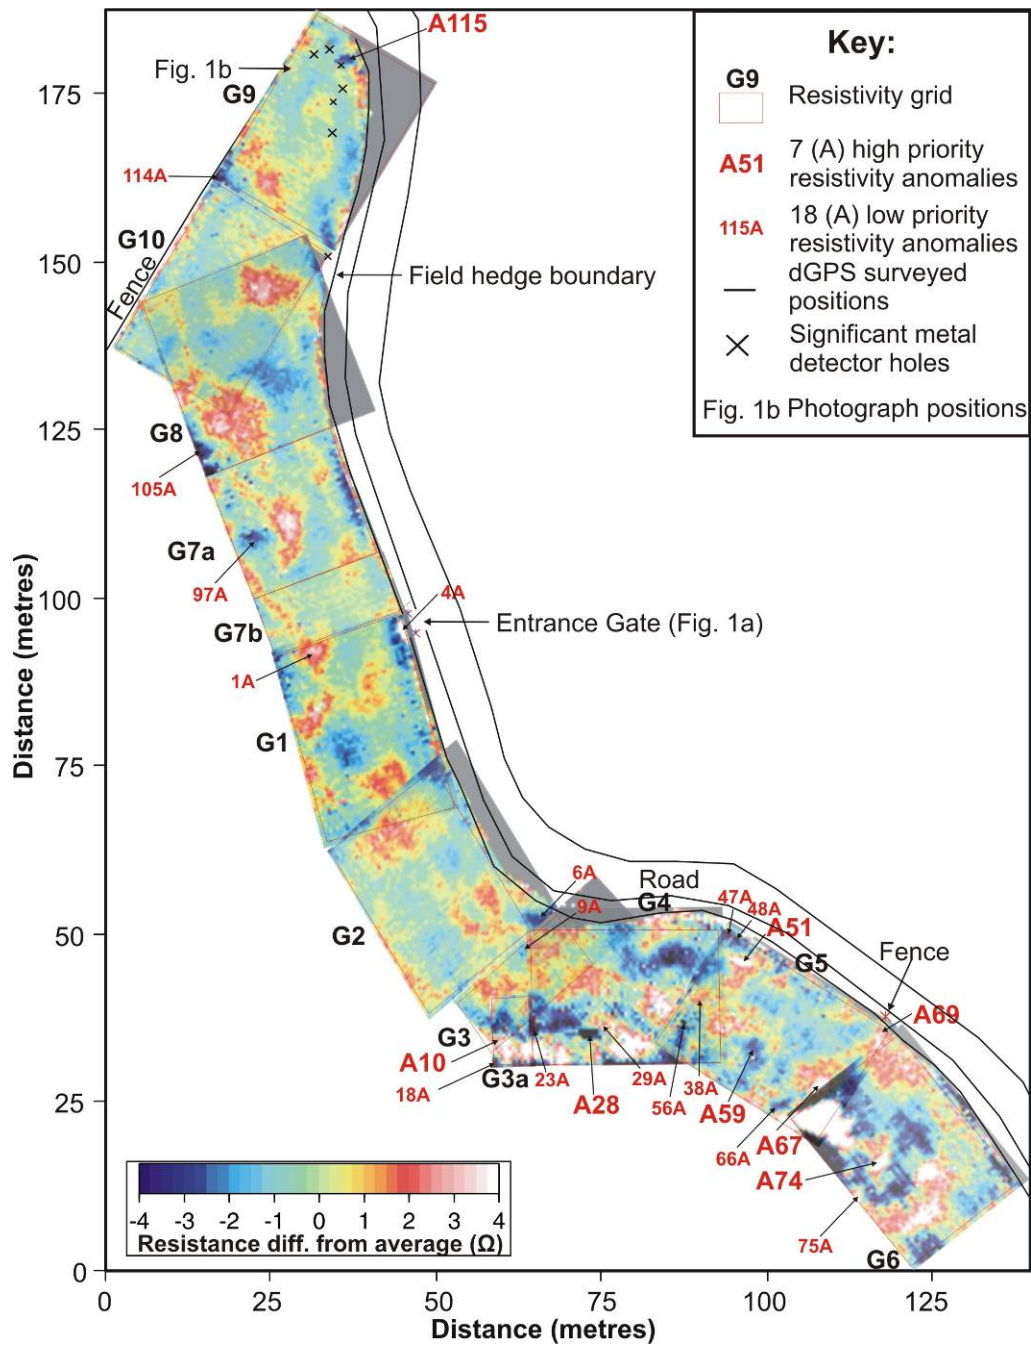 A115
Fig. 1b
G9
175
114A
G10
Fence
150
Field hedge boundary
125
G8
105A
G7a
97A
100
4A
Entrance Gate (Fig. 1a)
G7b
1A
G1
75
6A
Road
G4
47A
9A
48A
A51
G2
50
G5
Fence
A69
G3
A10
18A
G3a
23A
29A
38A
A28
56A
A59
25
66A
A67
A74
75A
G6
-4 -3 -2 -1 0 1 2 3 4
Resistance diff. from average (Ω)
0
0 25 50 75 100 125
Distance (metres)
Distance (metres)
Key:
G9
Resistivity grid
A51 7 (A) high priority
resistivity anomalies
115A 18 (A) low priority
resistivity anomalies
dGPS surveyed
positions
Significant metal
detector holes
Fig. 1b Photograph positions